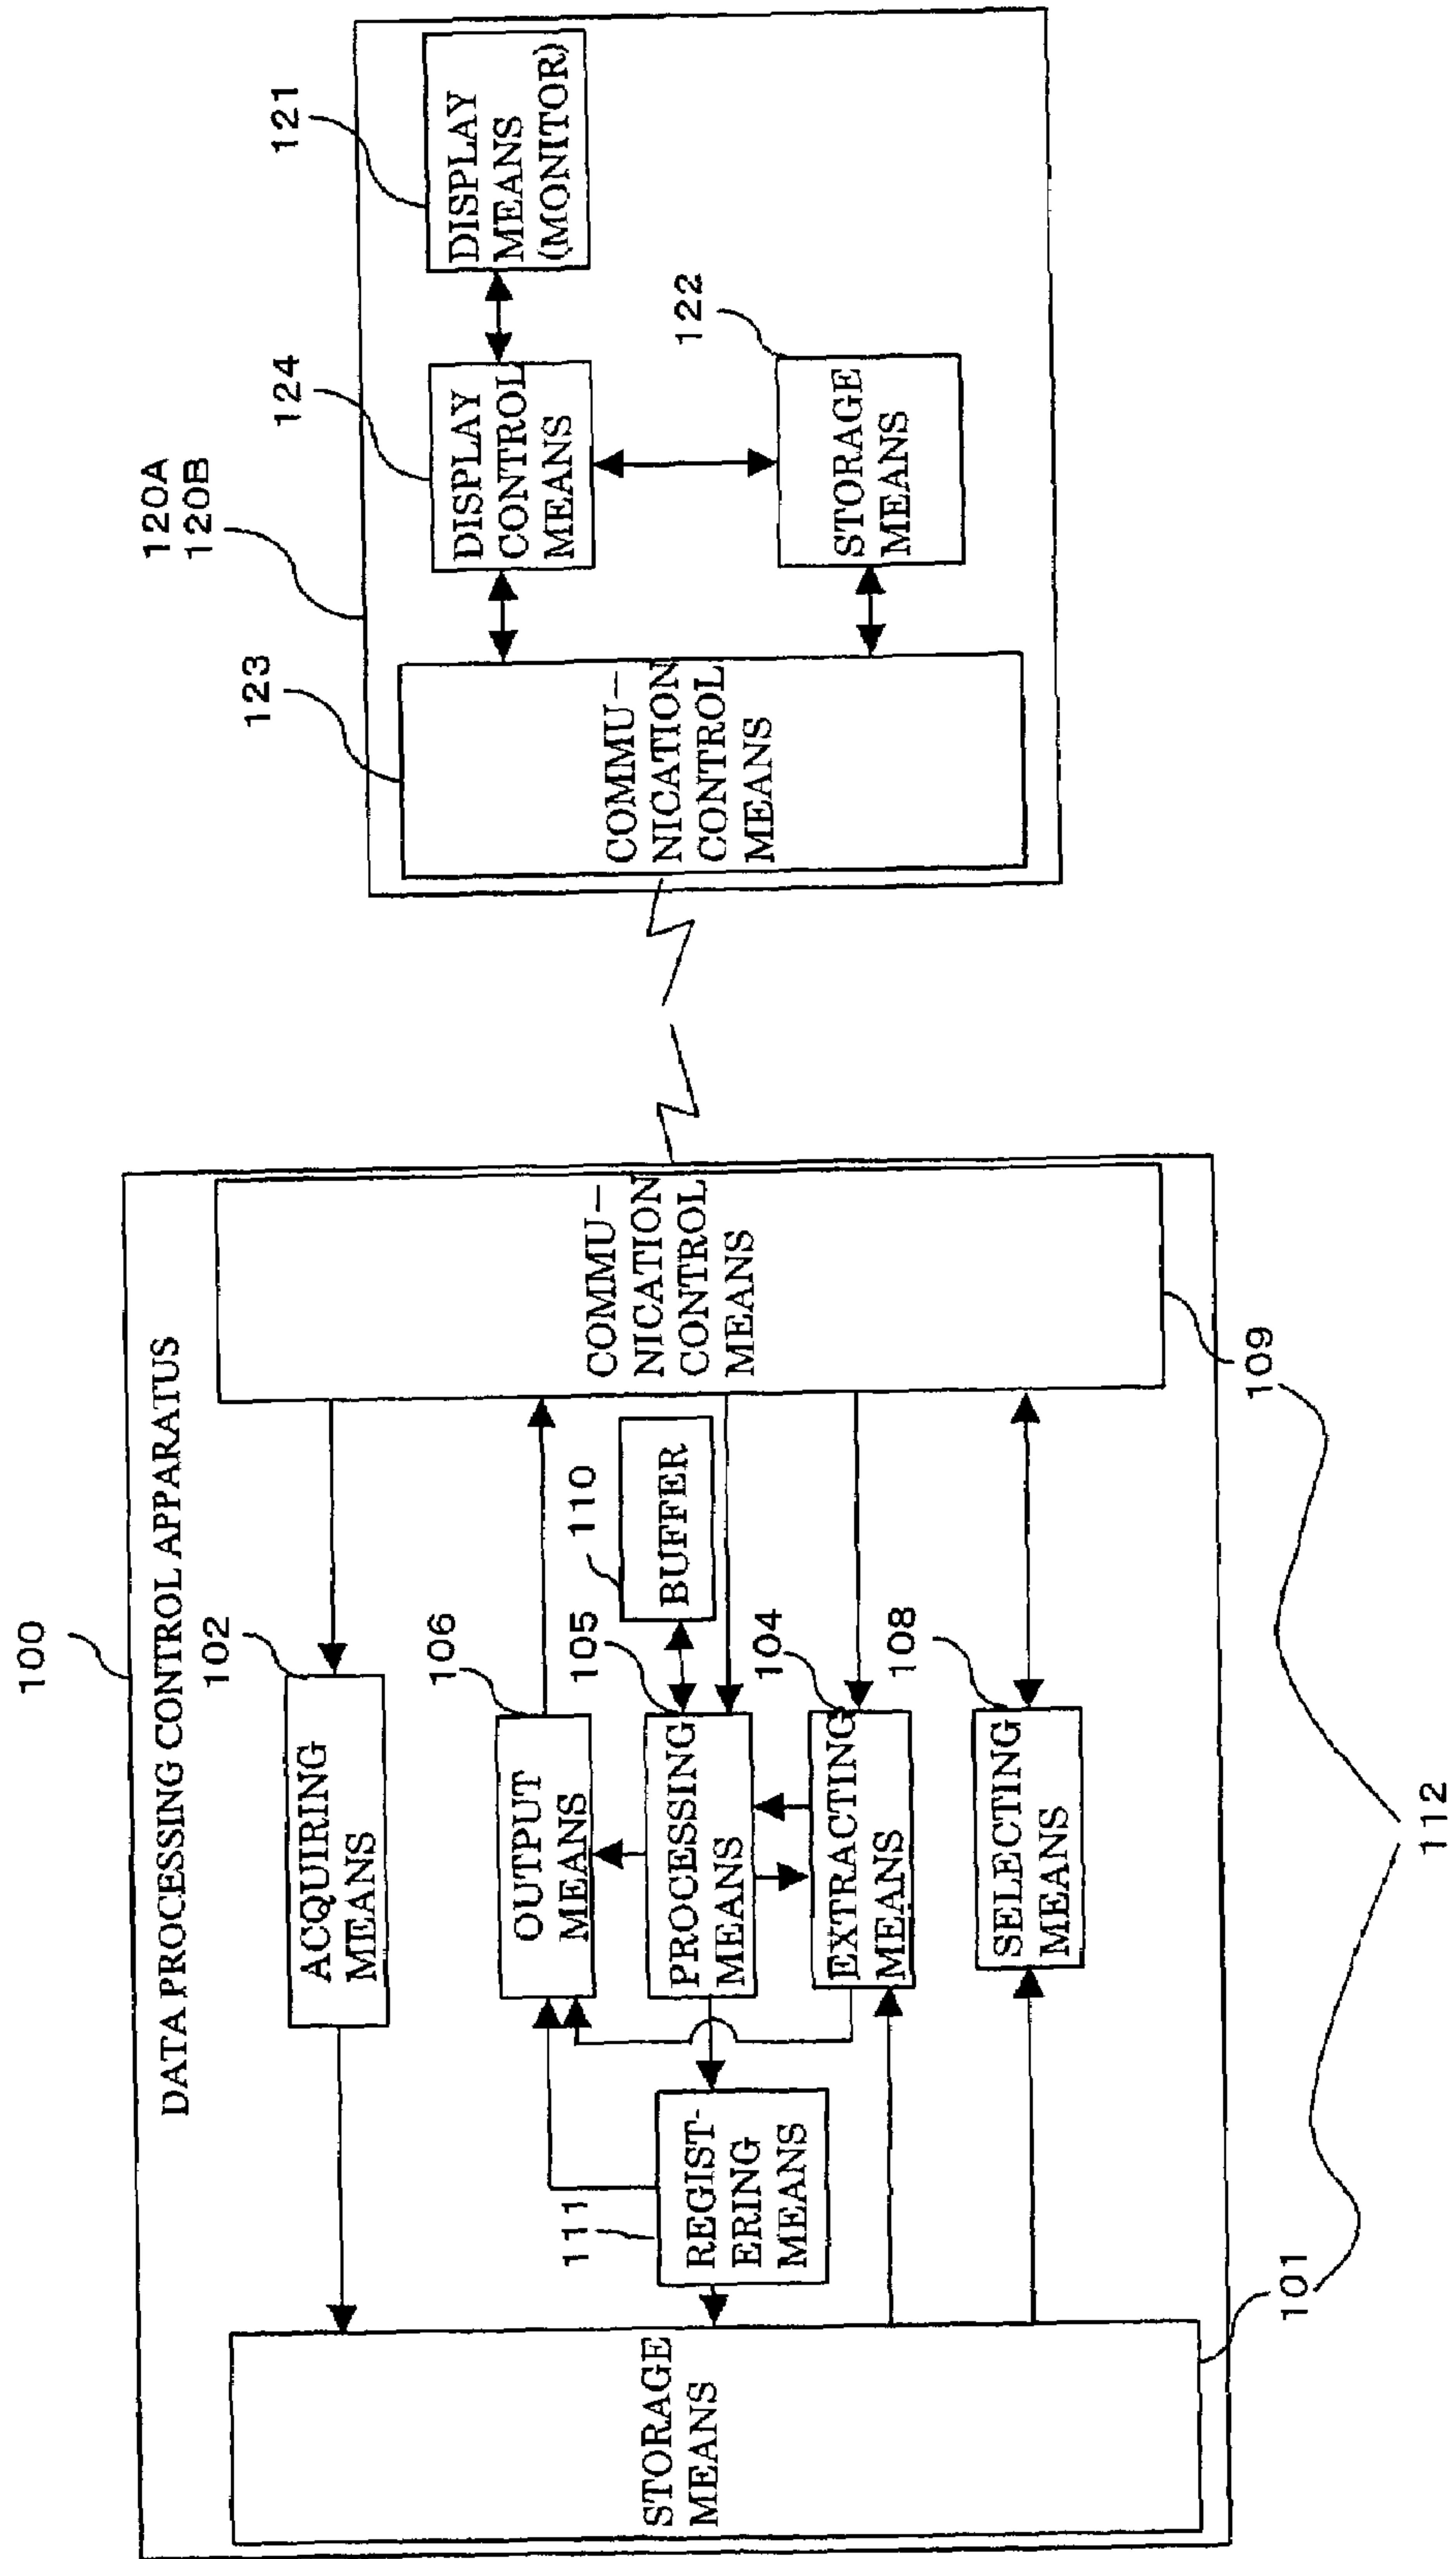 100
DATA PROCESSING CONTROL APPARATUS
STORAGE
MEANS
101
102
ACQUIRING
MEANS
111
REGIST-
ERING
MEANS
106
OUTPUT
MEANS
105
PROCESSING
MEANS
104
EXTRACTING
MEANS
108
SELECTING
MEANS
110
BUFFER
COMMU-
NICATION
CONTROL
MEANS
109
112
120A
120B
123
COMMU-
NICATION
CONTROL
MEANS
124
DISPLAY
CONTROL
MEANS
121
DISPLAY
MEANS
(MONITOR)
122
STORAGE
MEANS